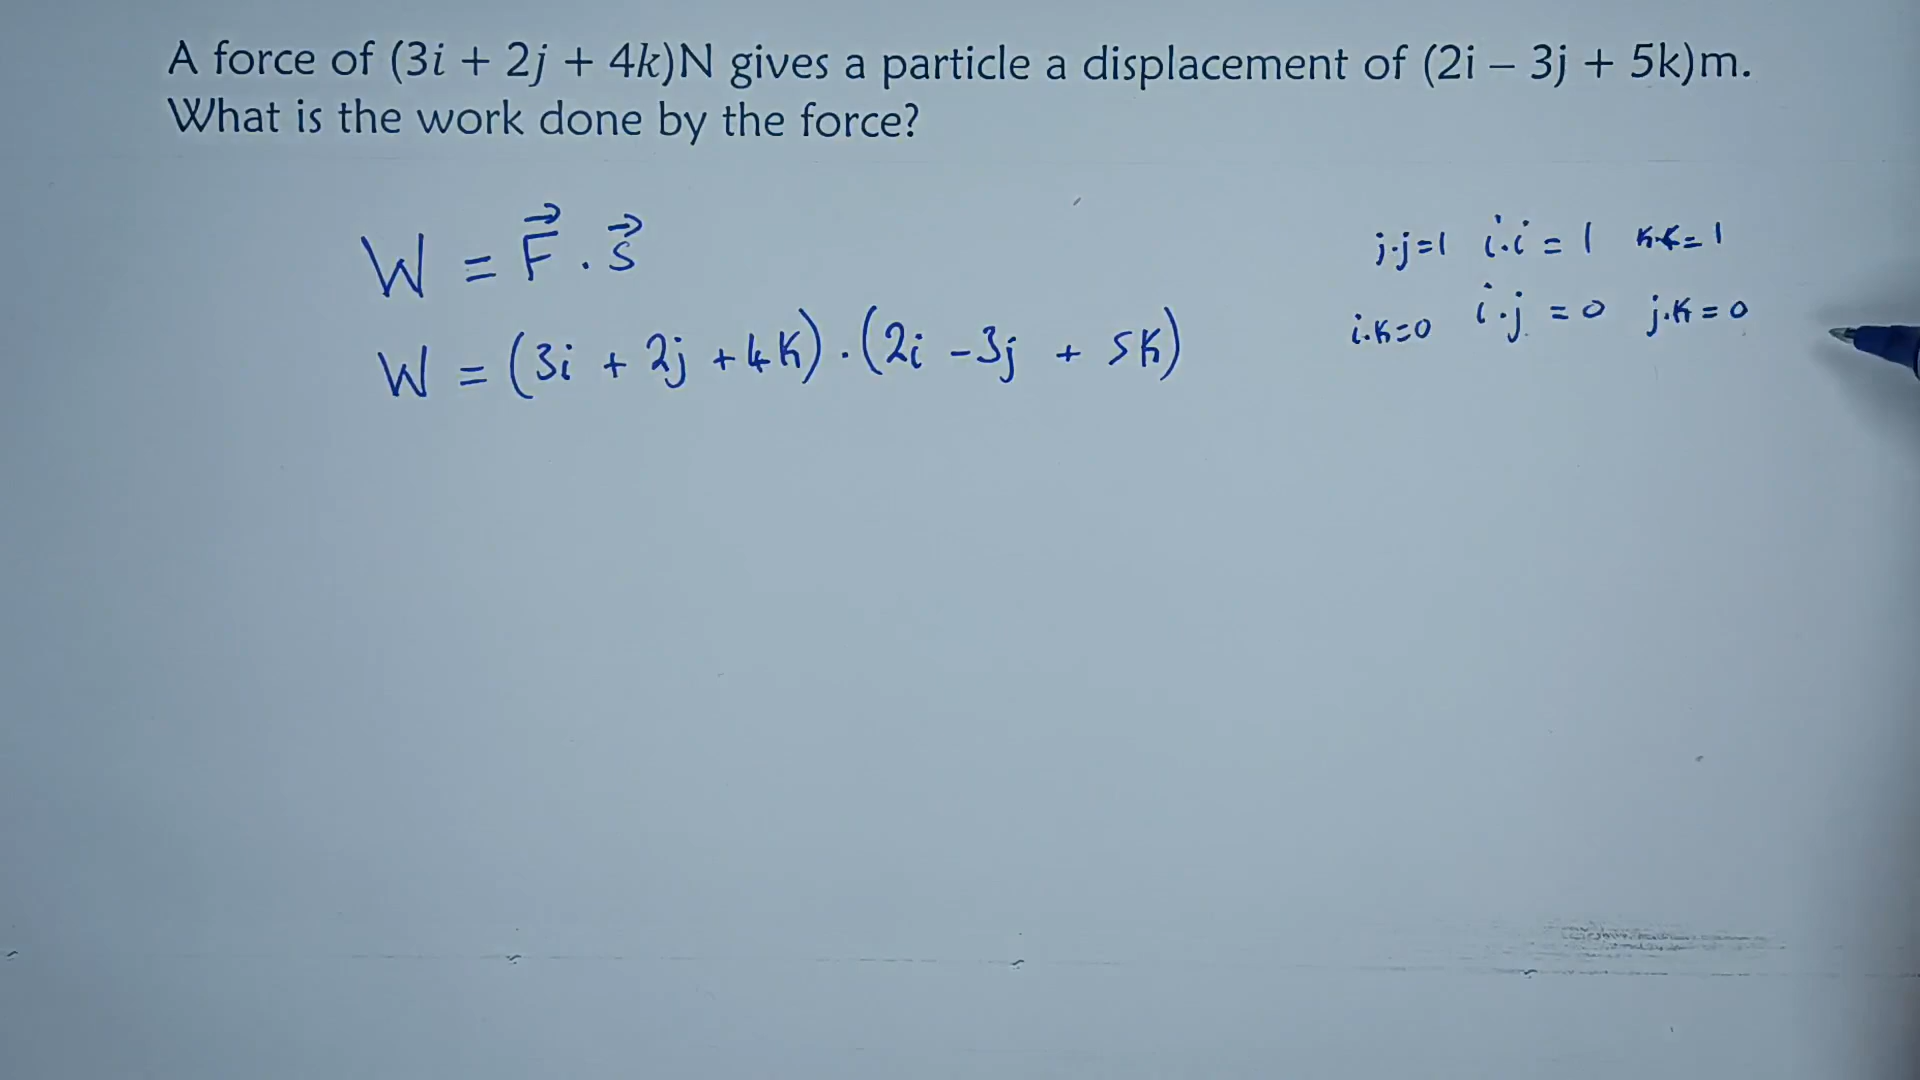 A force of (3i + 2j + 4k)N gives a particle a displacement of (2i – 3j + 5k)m.
What is the work done by the force?
W = F⃗ . s⃗
W = (3i + 2j + 4k) . (2i - 3j + 5k)
j.j=1 i.i = 1 k.k=1
i.k=0 i.j = 0 j.k = 0